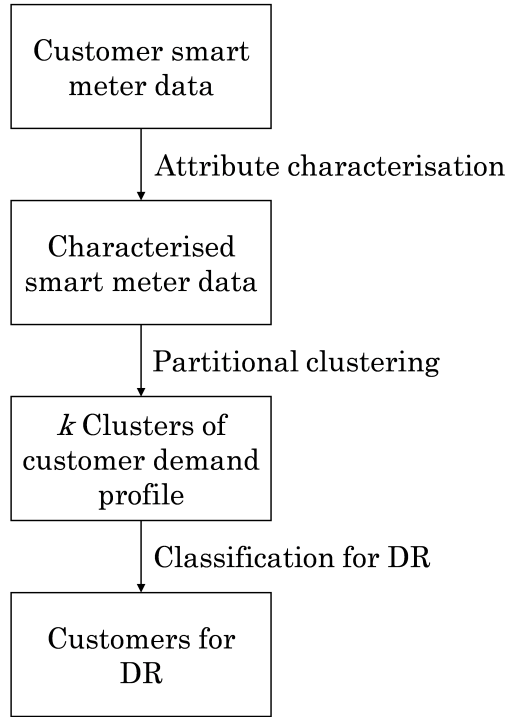 Customer smart
meter data
Attribute characterisation
Characterised
smart meter data
Partitional clustering
k Clusters of
customer demand
profile
Classification for DR
Customers for
DR